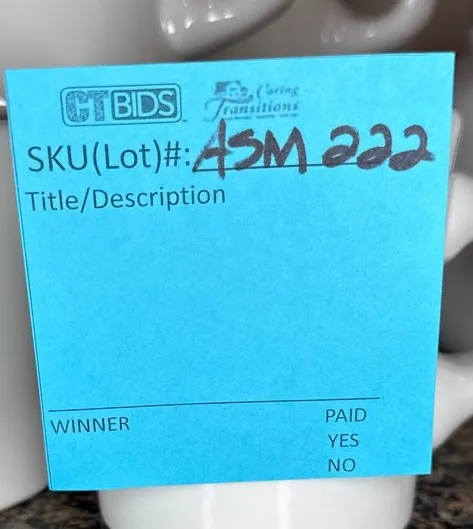 CTBIDS
Caring
Transitions
SKU(Lot)#: ASM 222
Title/Description
WINNER
PAID
YES
NO